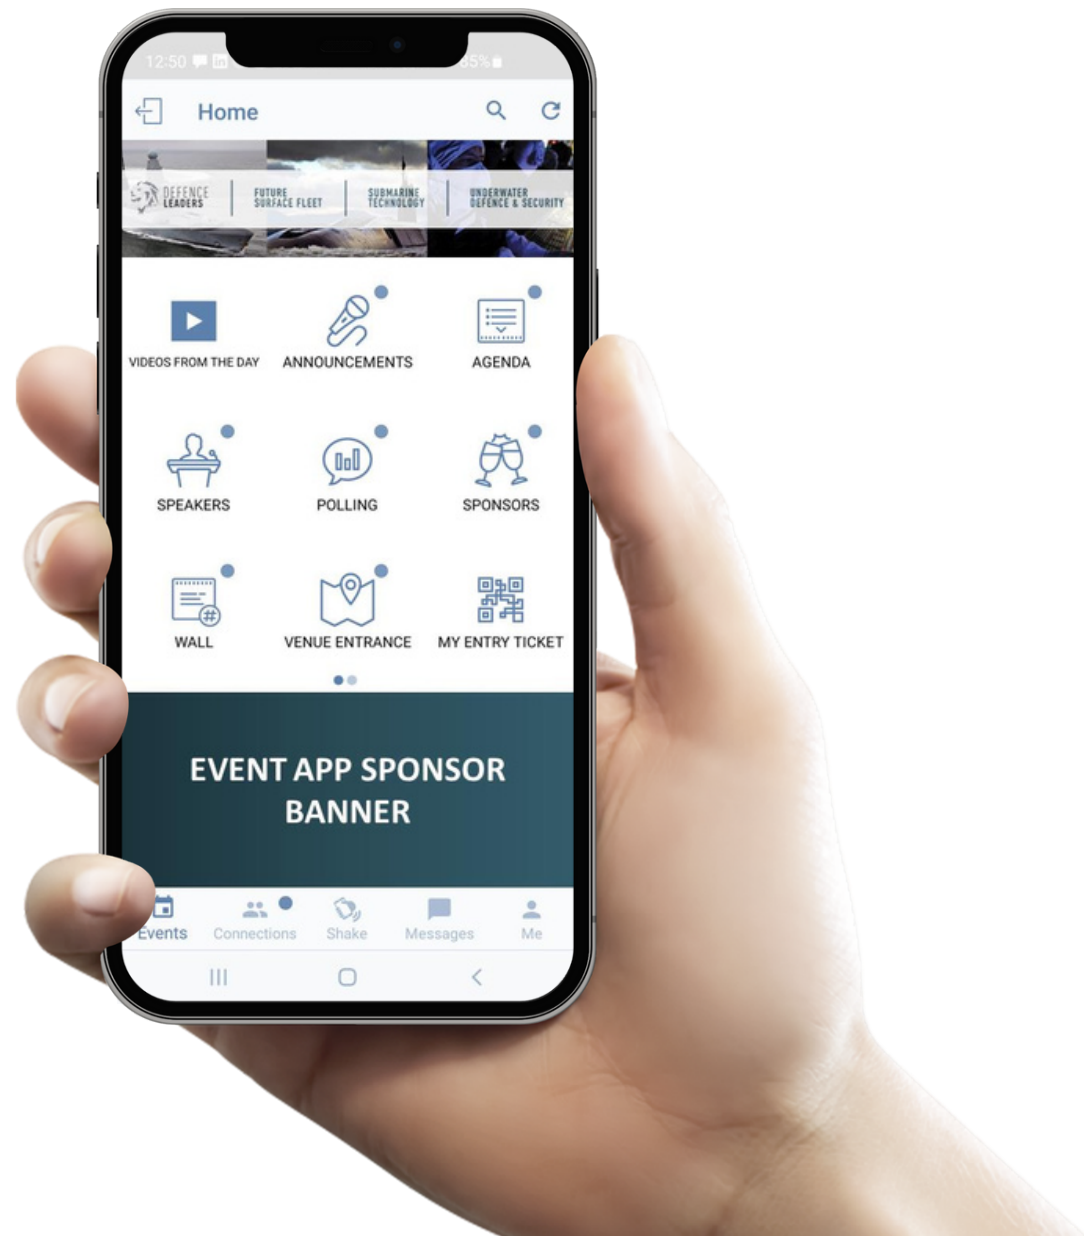 12:50
85%
Home
DEFENCE
LEADERS
FUTURE
SURFACE FLEET
SUBMARINE
TECHNOLOGY
UNDERWATER
DEFENCE & SECURITY
VIDEOS FROM THE DAY
ANNOUNCEMENTS
AGENDA
SPEAKERS
POLLING
SPONSORS
WALL
VENUE ENTRANCE
MY ENTRY TICKET
EVENT APP SPONSOR
BANNER
Events
Connections
Shake
Messages
Me